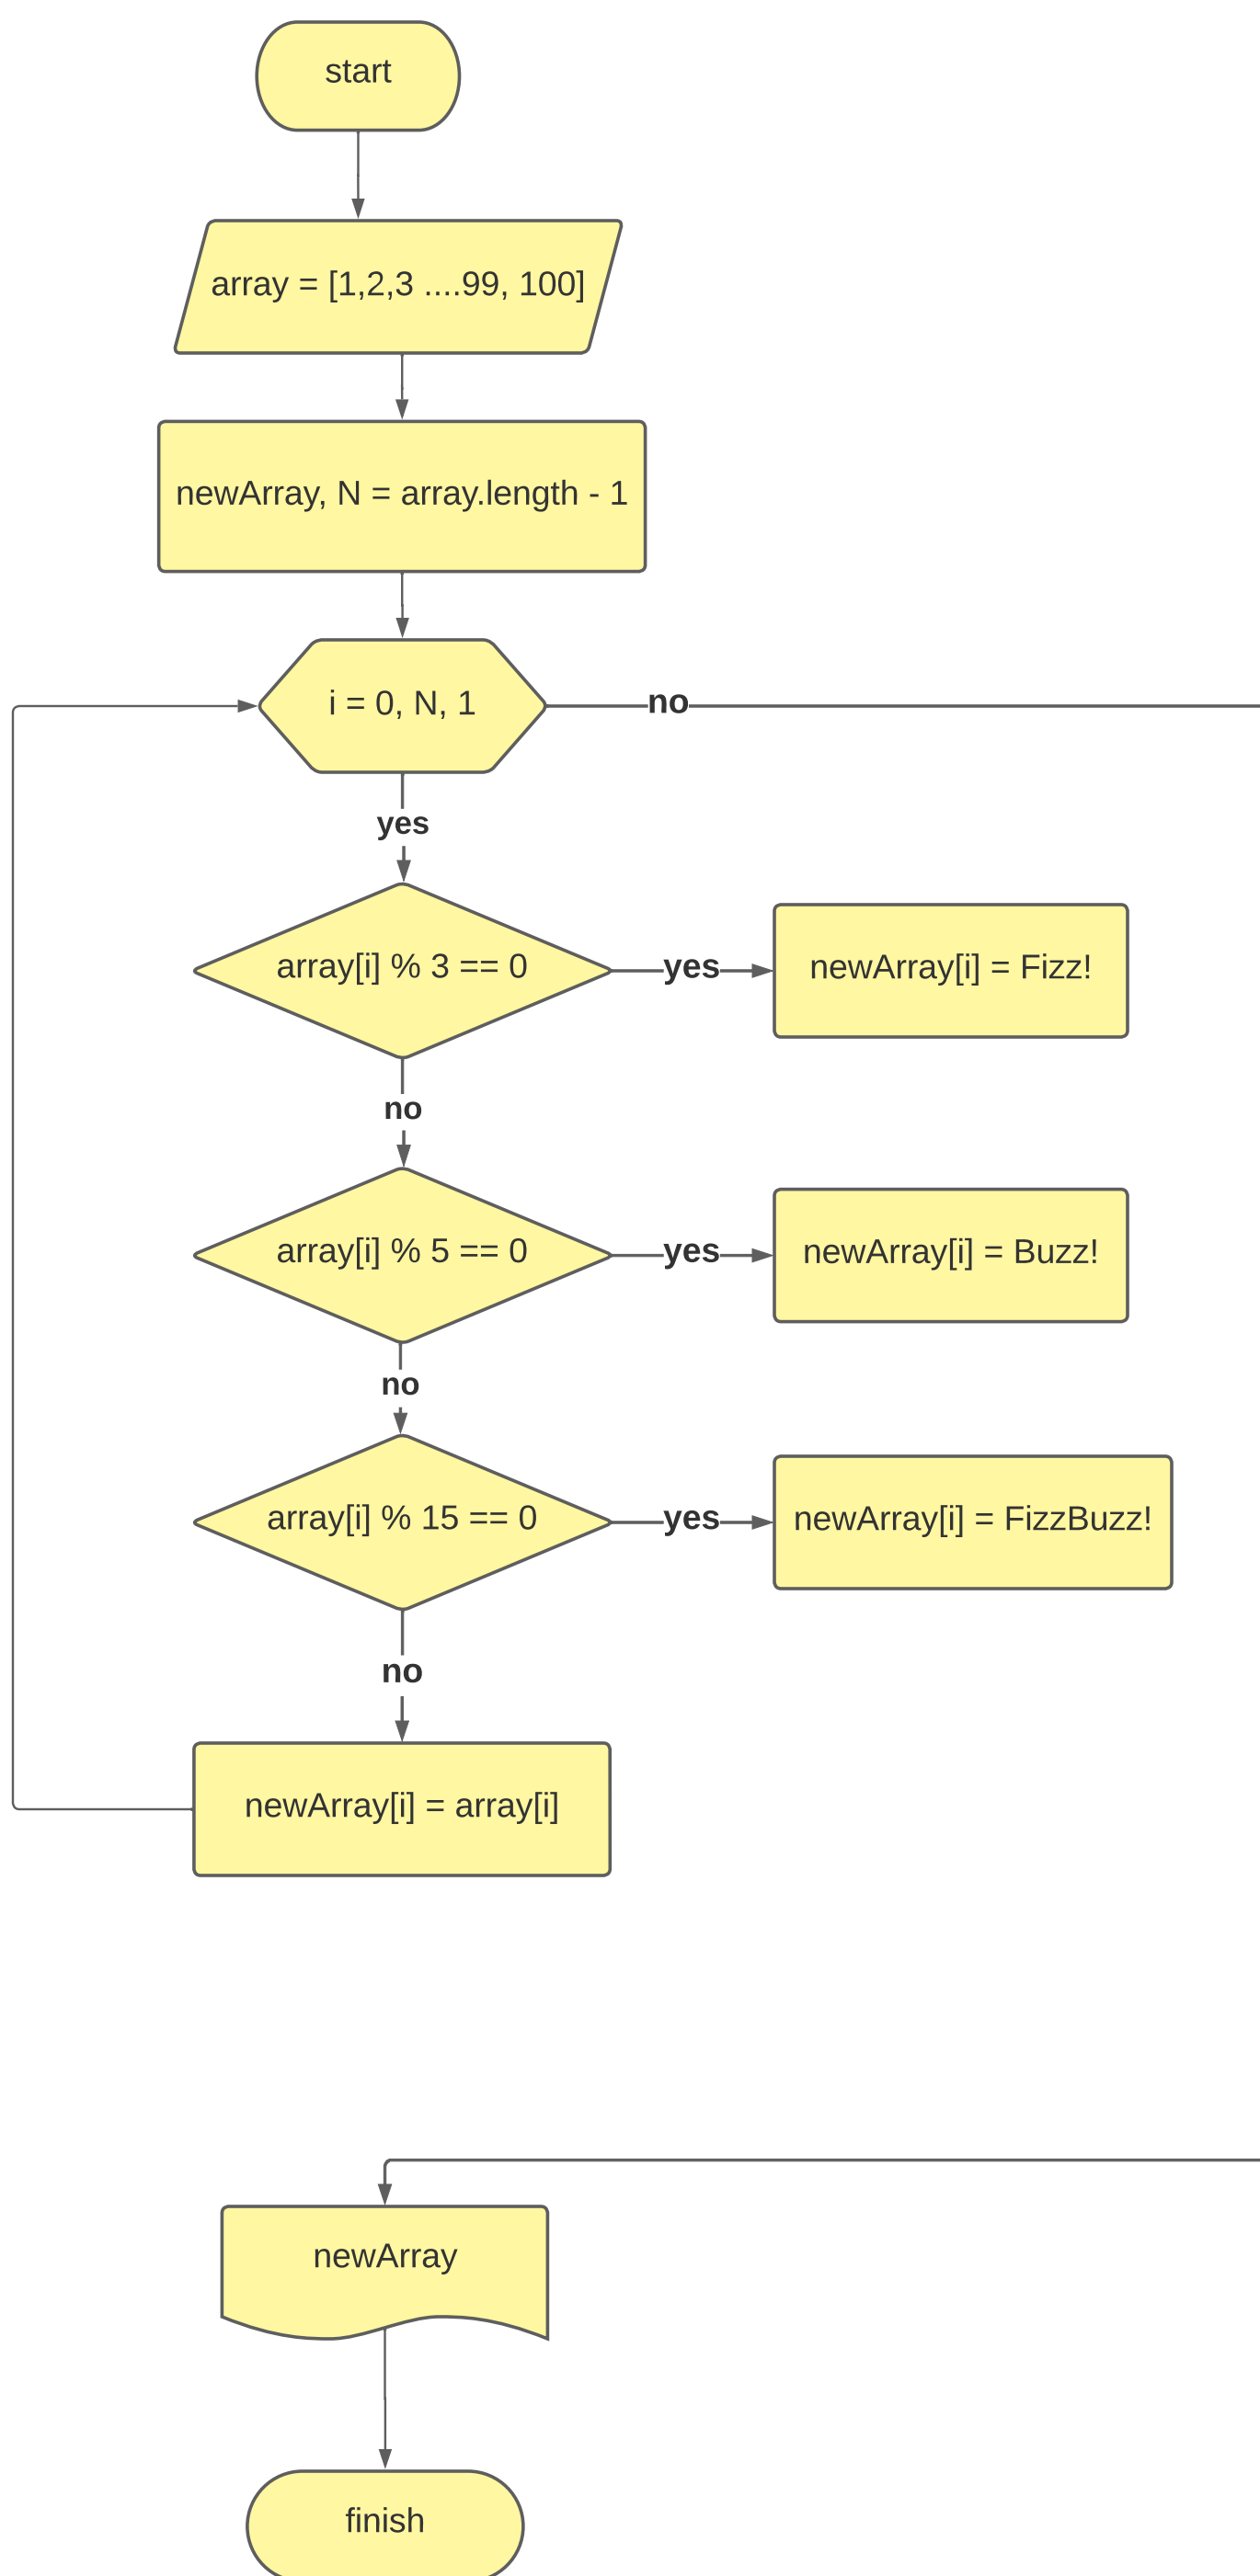 start
array = [1,2,3 ....99, 100]
newArray, N = array.length - 1
i = 0, N, 1
no
yes
array[i] % 3 == 0
yes
newArray[i] = Fizz!
no
array[i] % 5 == 0
yes
newArray[i] = Buzz!
no
array[i] % 15 == 0
yes
newArray[i] = FizzBuzz!
no
newArray[i] = array[i]
newArray
finish